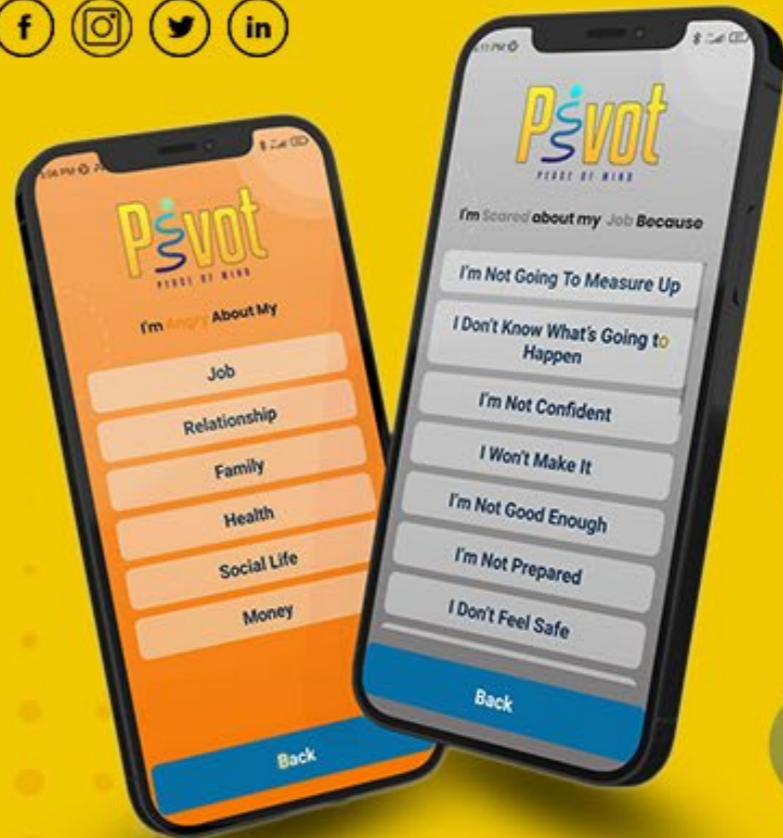 f
in
Pivot
PEACE OF MIND
I'm Angry About My
Job
Relationship
Family
Health
Social Life
Money
Back
Pivot
PEACE OF MIND
I'm Scared about my Job Because
I'm Not Going To Measure Up
I Don't Know What's Going to
Happen
I'm Not Confident
I Won't Make It
I'm Not Good Enough
I'm Not Prepared
I Don't Feel Safe
Back